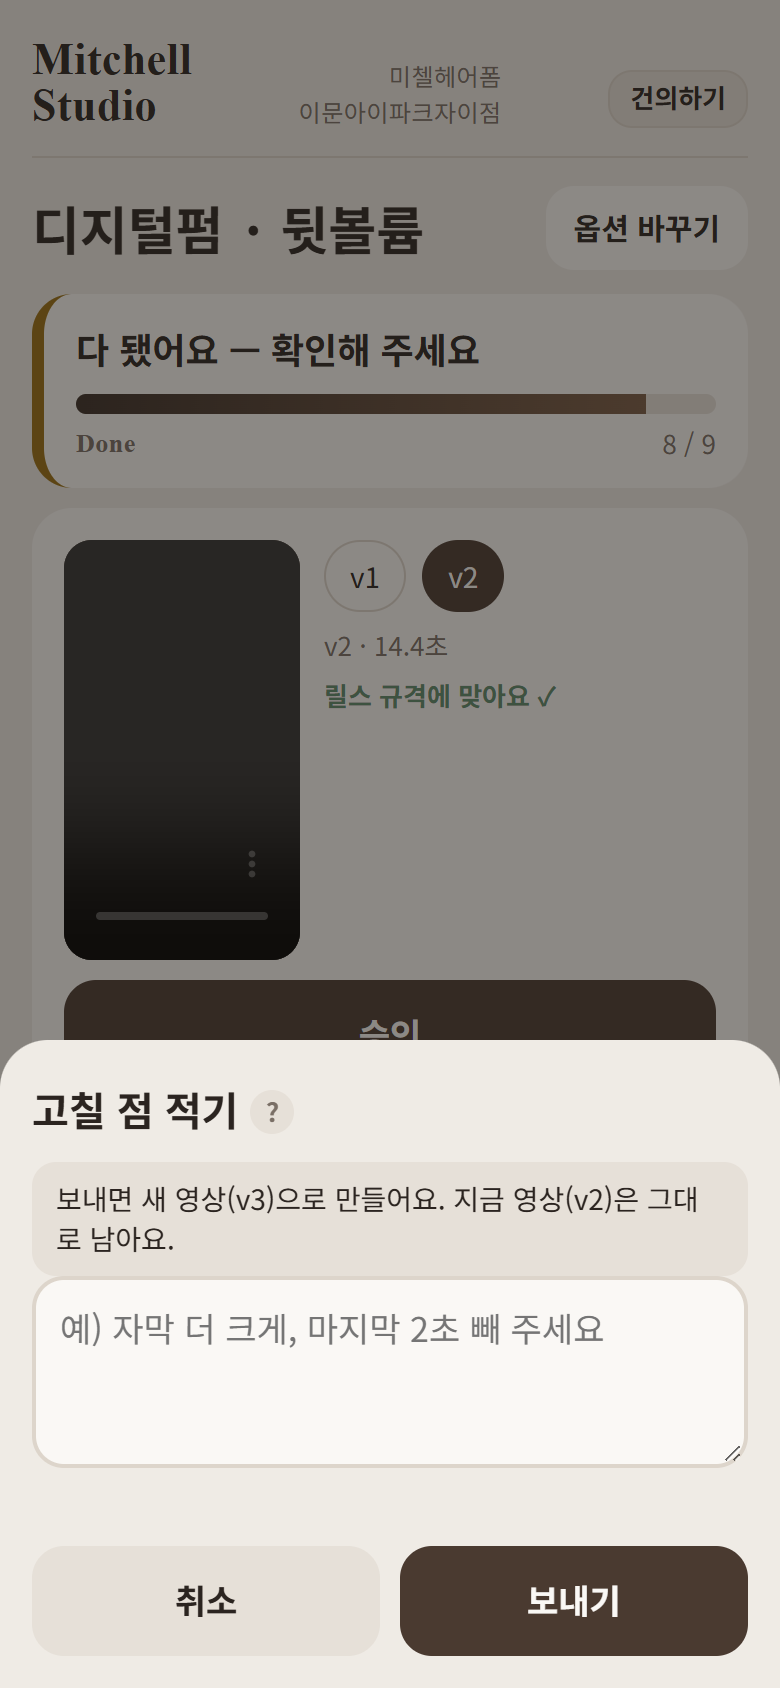 Mitchell
Studio
미첼헤어폼
이문아이파크자이점
건의하기
디지털펌 · 뒷볼륨
옵션 바꾸기
다 됐어요 — 확인해 주세요
Done
8 / 9
v1
v2
v2 · 14.4초
릴스 규격에 맞아요 ✓
고칠 점 적기
?
보내면 새 영상(v3)으로 만들어요. 지금 영상(v2)은 그대
로 남아요.
예) 자막 더 크게, 마지막 2초 빼 주세요
취소
보내기